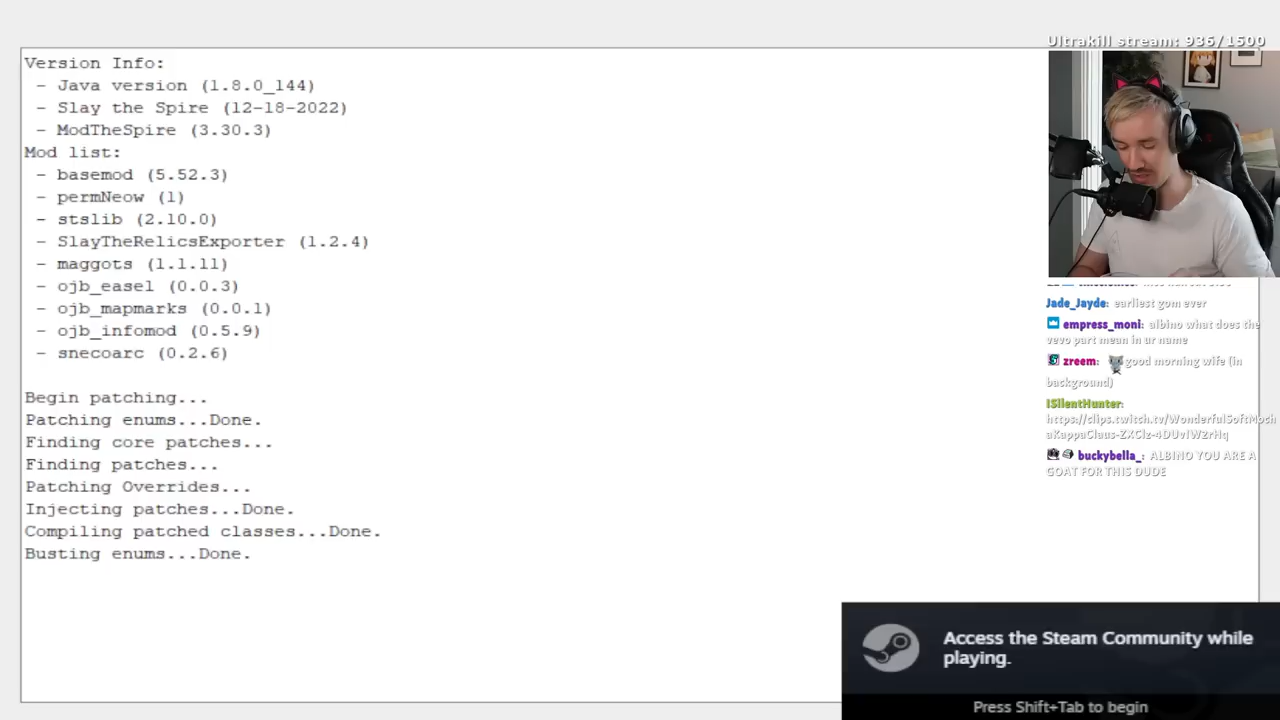 Ultrakill stream: 936/1500
Version Info:
- Java version (1.8.0_144)
- Slay the Spire (12-18-2022)
- ModTheSpire (3.30.3)
Mod list:
- basemod (5.52.3)
- permNeow (1)
- stslib (2.10.0)
- SlayTheRelicsExporter (1.2.4)
- maggots (1.1.11)
- ojb_easel (0.0.3)
- ojb_mapmarks (0.0.1)
- ojb_infomod (0.5.9)
- snecoarc (0.2.6)
Begin patching...
Patching enums...Done.
Finding core patches...
Finding patches...
Patching Overrides...
Injecting patches...Done.
Compiling patched classes...Done.
Busting enums...Done.
Jade_Jayde: earliest gom ever
empress_moni: albino what does the
vevo part mean in ur name
zreem: good morning wife (in
background)
ISilentHunter:
buckybella_: ALBINO YOU ARE A
GOAT FOR THIS DUDE
Access the Steam Community while
playing.
Press Shift+Tab to begin